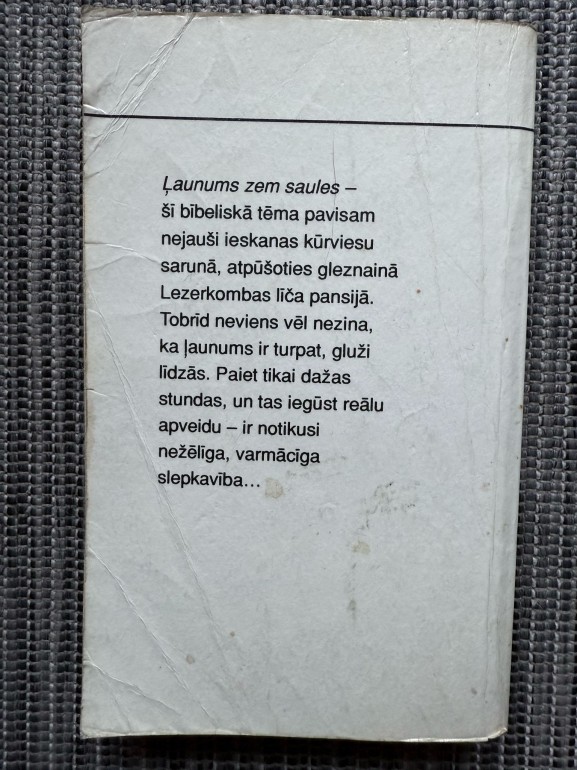 Ļaunums zem saules –
šī bībeliskā tēma pavisam
nejauši ieskanas kūrviesu
sarunā, atpūšoties gleznainā
Lezerkombas līča pansijā.
Tobrīd neviens vēl nezina,
ka ļaunums ir turpat, gluži
līdzās. Paiet tikai dažas
stundas, un tas iegūst reālu
apveidu – ir notikusi
nežēlīga, varmācīga
slepkavība...